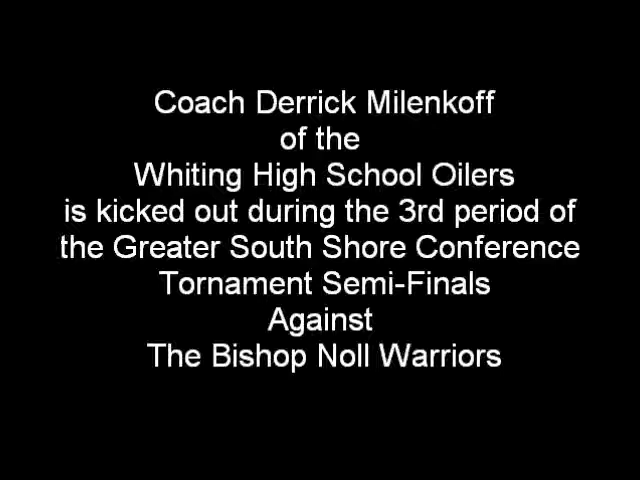 Coach Derrick Milenkoff
of the
Whiting High School Oilers
is kicked out during the 3rd period of
the Greater South Shore Conference
Tornament Semi-Finals
Against
The Bishop Noll Warriors